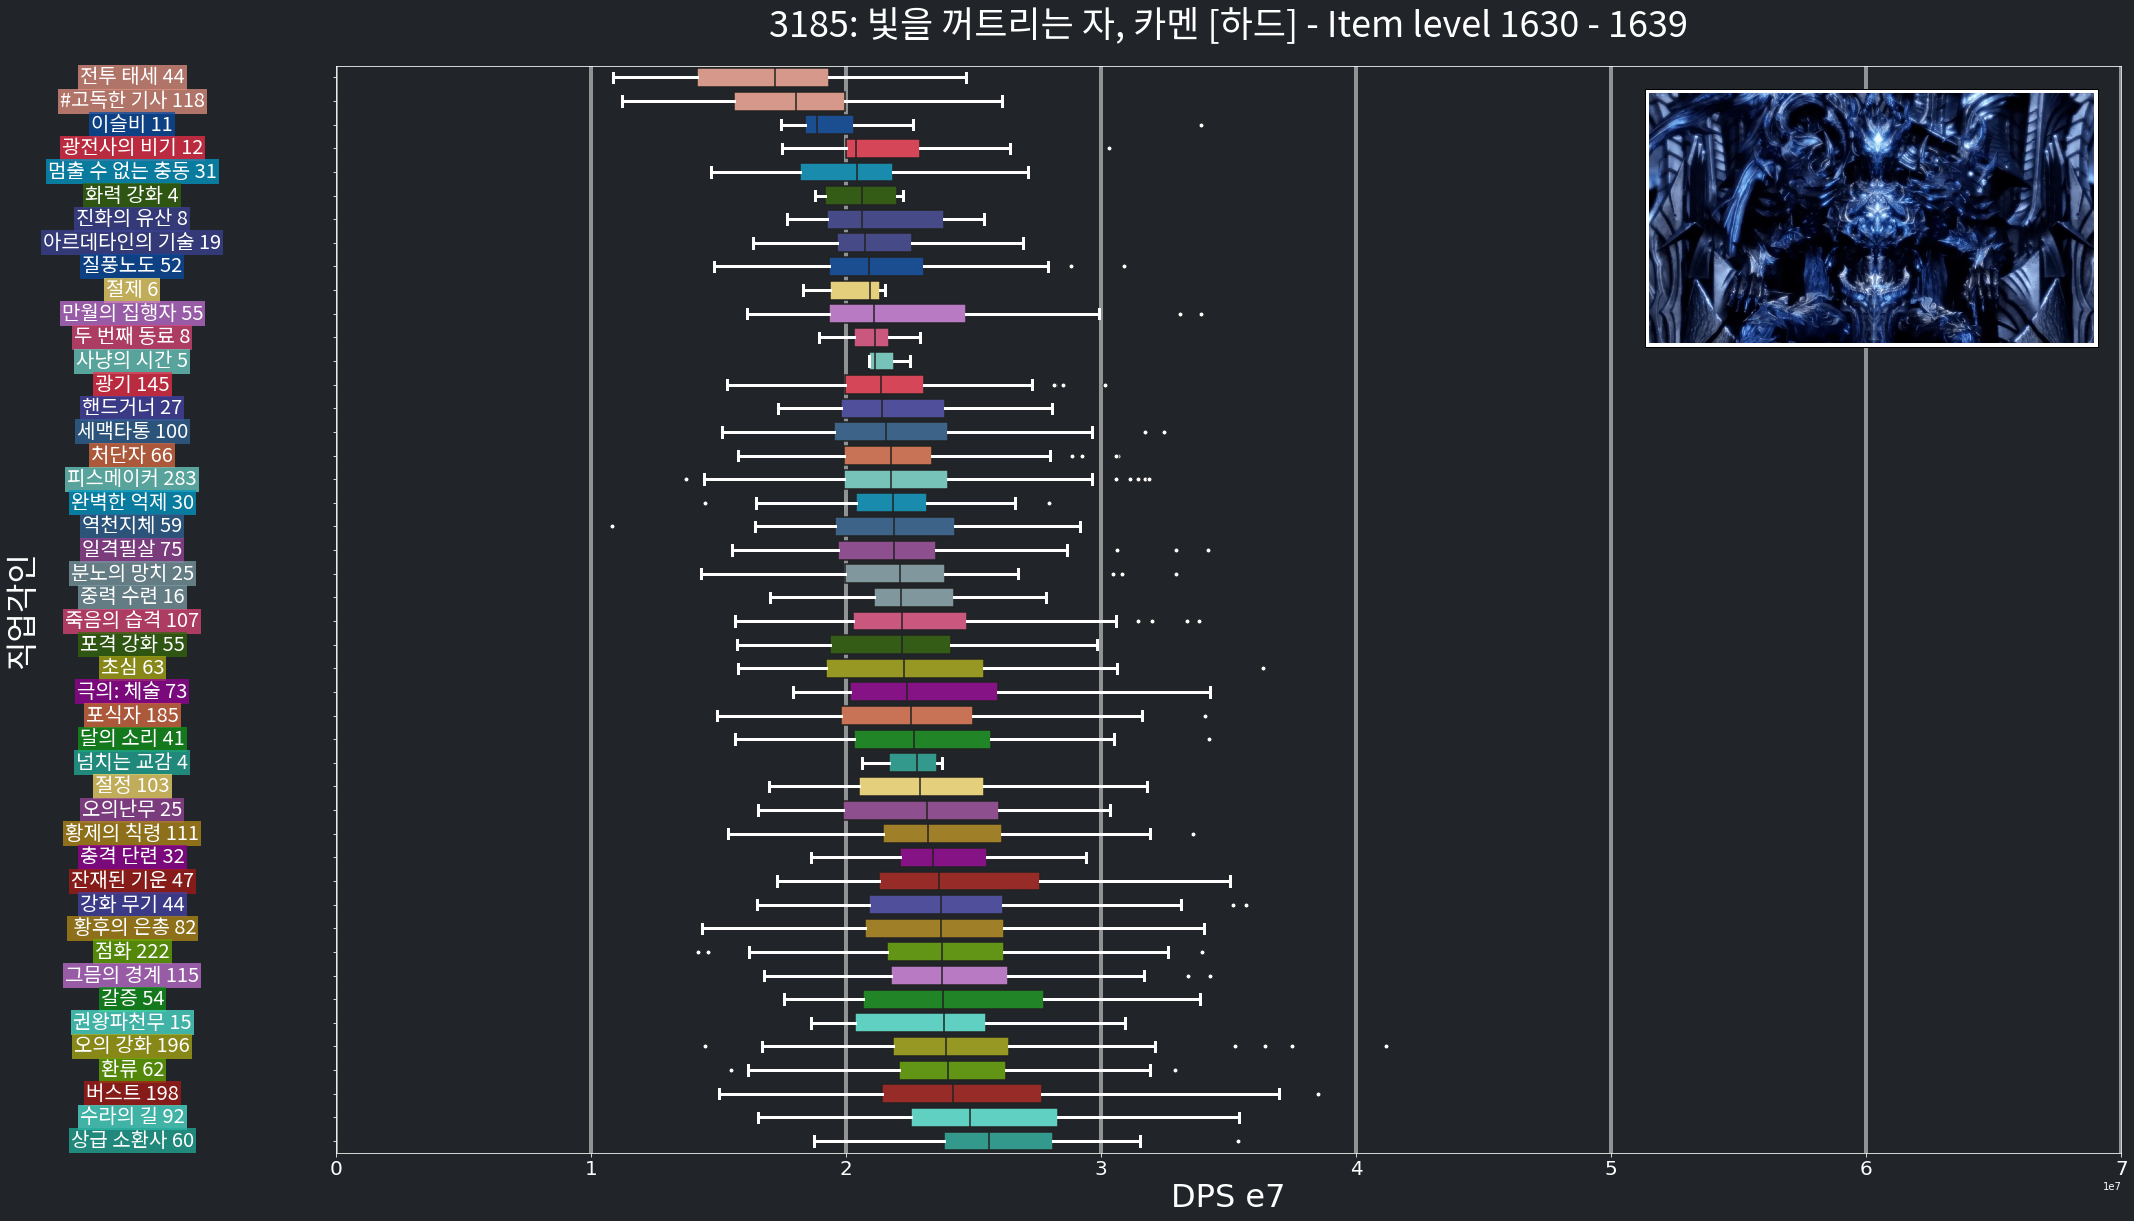 3185: 빛을 꺼트리는 자, 카멘 [하드] - Item level 1630 - 1639
전투 태세 44
#고독한 기사 118
이슬비 11
광전사의 비기 12
멈출 수 없는 충동 31
화력 강화 4
진화의 유산 8
아르데타인의 기술 19
질풍노도 52
절제 6
만월의 집행자 55
두 번째 동료 8
사냥의 시간 5
광기 145
핸드거너 27
세맥타통 100
처단자 66
피스메이커 283
완벽한 억제 30
역천지체 59
일격필살 75
분노의 망치 25
중력 수련 16
죽음의 습격 107
포격 강화 55
초심 63
극의: 체술 73
포식자 185
달의 소리 41
넘치는 교감 4
절정 103
오의난무 25
황제의 칙령 111
충격 단련 32
잔재된 기운 47
강화 무기 44
황후의 은총 82
점화 222
그믐의 경계 115
갈증 54
권왕파천무 15
오의 강화 196
환류 62
버스트 198
수라의 길 92
상급 소환사 60
직업각인
0 1 2 3 4 5 6 7
1e7
DPS e7